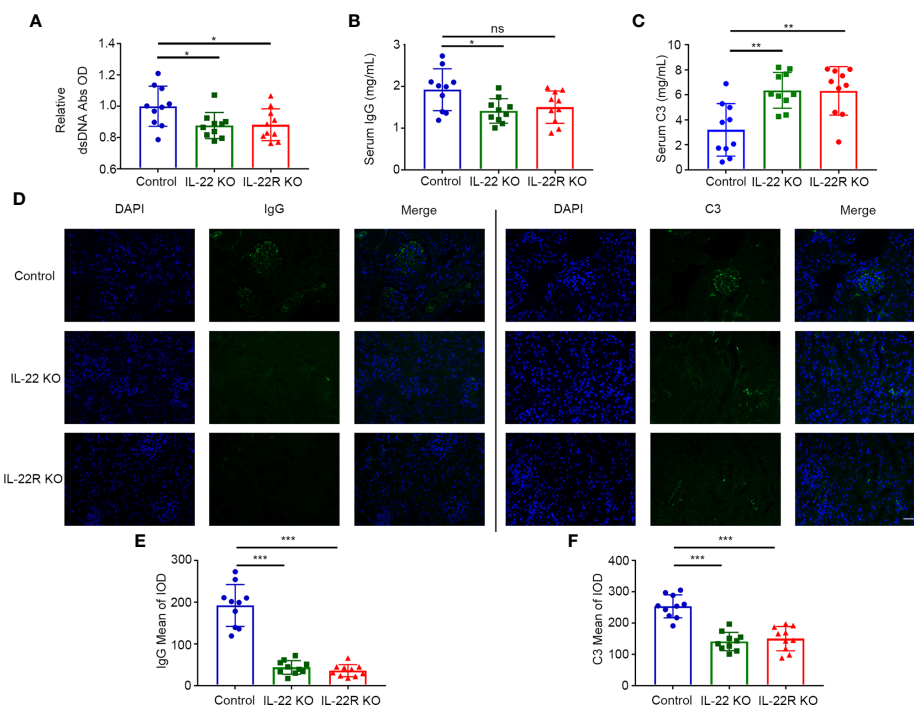 A
Relative
dsDNA Abs OD
1.4
1.2
1.0
0.8
0.6
*
*
Control IL-22 KO IL-22R KO
B
Serum IgG (mg/mL)
3
2
1
0
ns
*
Control IL-22 KO IL-22R KO
C
Serum C3 (mg/mL)
10
8
6
4
2
0
**
**
Control IL-22 KO IL-22R KO
D
DAPI IgG Merge DAPI C3 Merge
Control
IL-22 KO
IL-22R KO
E
IgG Mean of IOD
300
200
100
0
***
***
Control IL-22 KO IL-22R KO
F
C3 Mean of IOD
400
300
200
100
0
***
***
Control IL-22 KO IL-22R KO